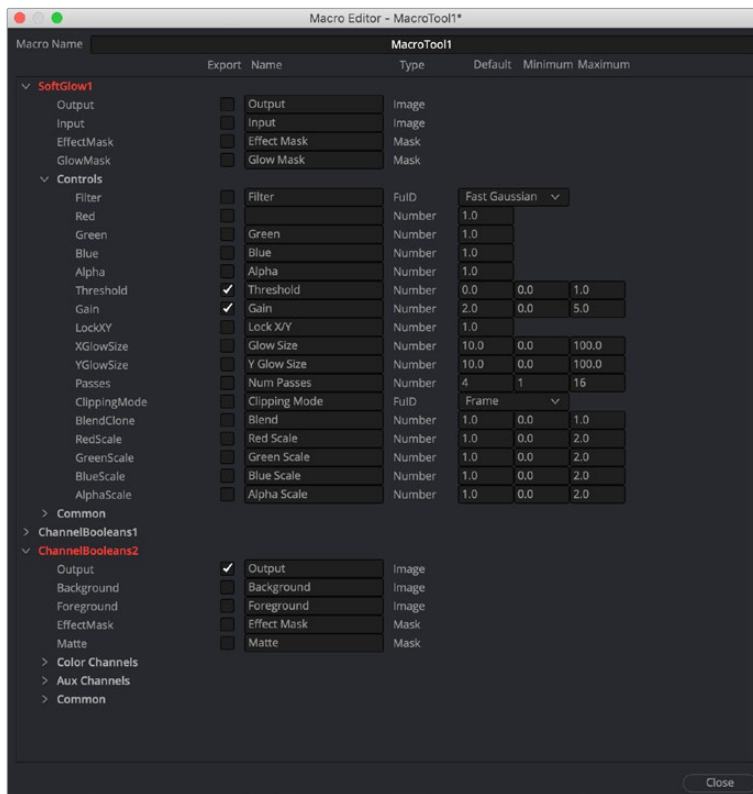 Macro Editor - MacroTool1*
Macro Name MacroTool1
Export Name Type Default Minimum Maximum
SoftGlow1
Output Output Image
Input Input Image
EffectMask Effect Mask Mask
GlowMask Glow Mask Mask
Controls
Filter Filter FuID Fast Gaussian
Red Number 1.0
Green Green Number 1.0
Blue Blue Number 1.0
Alpha Alpha Number 1.0
Threshold Threshold Number 0.0 0.0 1.0
Gain Gain Number 2.0 0.0 5.0
LockXY Lock X/Y Number 1.0
XGlowSize Glow Size Number 10.0 0.0 100.0
YGlowSize Y Glow Size Number 10.0 0.0 100.0
Passes Num Passes Number 4 1 16
ClippingMode Clipping Mode FuID Frame
BlendClone Blend Number 1.0 0.0 1.0
RedScale Red Scale Number 1.0 0.0 2.0
GreenScale Green Scale Number 1.0 0.0 2.0
BlueScale Blue Scale Number 1.0 0.0 2.0
AlphaScale Alpha Scale Number 1.0 0.0 2.0
Common
ChannelBooleans1
ChannelBooleans2
Output Output Image
Background Background Image
Foreground Foreground Image
EffectMask Effect Mask Mask
Matte Matte Mask
Color Channels
Aux Channels
Common
Close